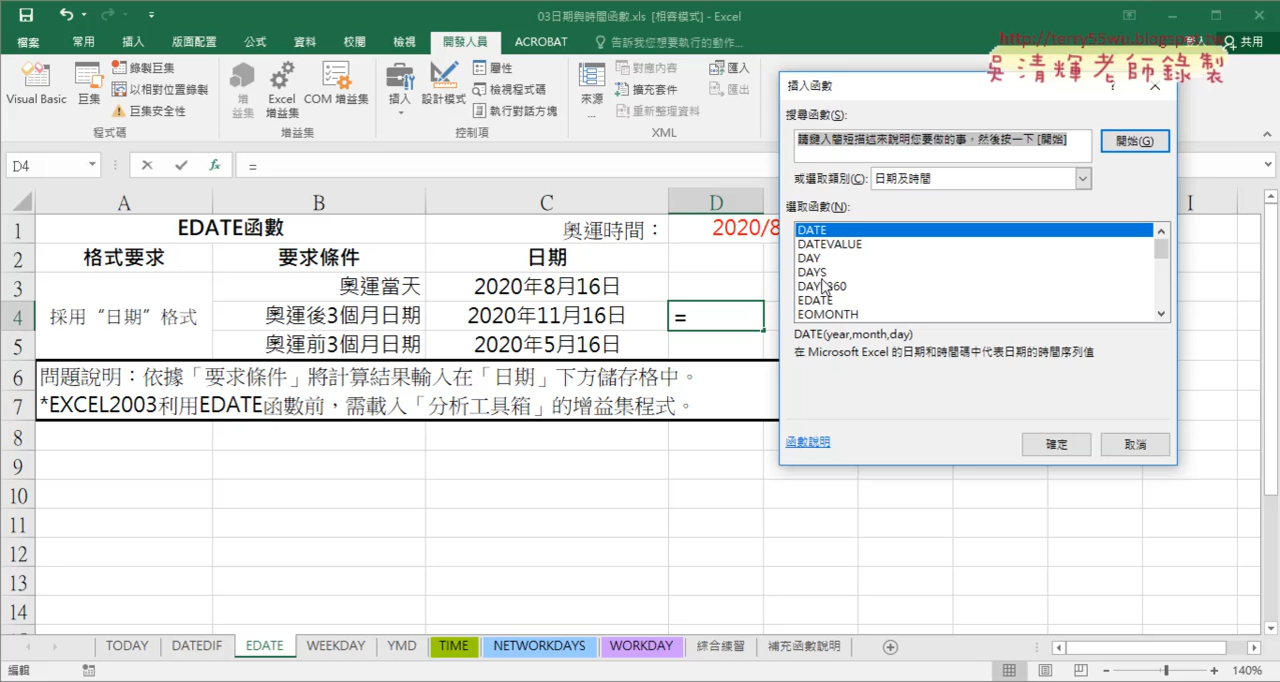 03日期與時間函數.xls [相容模式] - Excel
檔案 常用 插入 版面配置 公式 資料 校閱 檢視 開發人員 ACROBAT 告訴我您想要執行的動作... 共用
http://terry55wu.blogspot.tw
吳清輝老師錄製
Visual Basic 巨集 錄製巨集 以相對位置錄製 巨集安全性
程式碼
增益集 Excel 增益集 COM 增益集
增益集
插入 設計模式 屬性 檢視程式碼 執行對話方塊
控制項
來源... 對應內容 擴充套件 重新整理資料 匯入 匯出
XML
D4 fx =
A B C D I
1 EDATE函數 奧運時間： 2020/8
2 格式要求 要求條件 日期
3 奧運當天 2020年8月16日
4 採用“日期”格式 奧運後3個月日期 2020年11月16日 =
5 奧運前3個月日期 2020年5月16日
6 問題說明：依據「要求條件」將計算結果輸入在「日期」下方儲存格中。
7 *EXCEL2003利用EDATE函數前，需載入「分析工具箱」的增益集程式。
8
9
10
11
12
13
14
插入函數
搜尋函數(S):
請鍵入簡短描述來說明您要做的事，然後按一下 [開始]
開始(G)
或選取類別(C): 日期及時間
選取函數(N):
DATE
DATEVALUE
DAY
DAYS
DAYS360
EDATE
EOMONTH
DATE(year,month,day)
在 Microsoft Excel 的日期和時間碼中代表日期的時間序列值
函數說明
確定 取消
TODAY DATEDIF EDATE WEEKDAY YMD TIME NETWORKDAYS WORKDAY 綜合練習 補充函數說明
編輯 140%